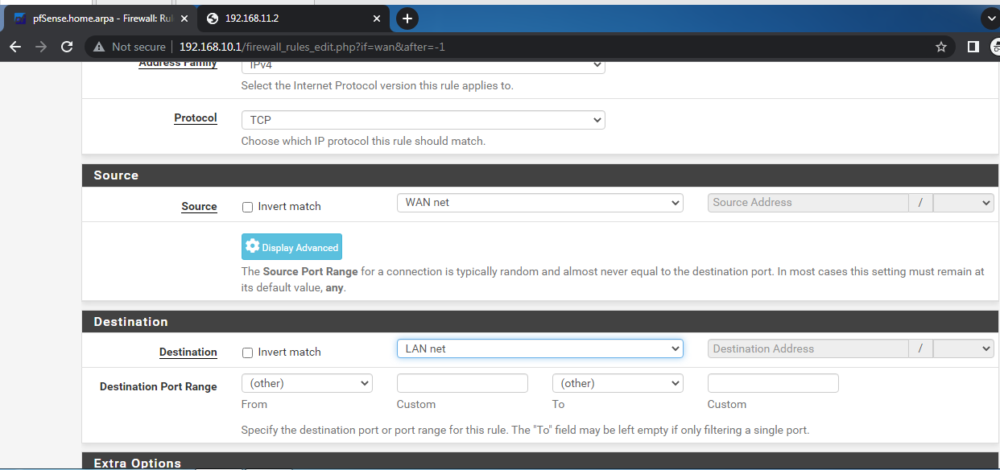 pfSense.home.arpa - Firewall: Rul
192.168.11.2
Not secure
192.168.10.1/firewall_rules_edit.php?if=wan&after=-1
Address Family
IPv4
Select the Internet Protocol version this rule applies to.
Protocol
TCP
Choose which IP protocol this rule should match.
Source
Source
Invert match
WAN net
Source Address
/
Display Advanced
The Source Port Range for a connection is typically random and almost never equal to the destination port. In most cases this setting must remain at
its default value, any.
Destination
Destination
Invert match
LAN net
Destination Address
/
Destination Port Range
(other)
(other)
From
Custom
To
Custom
Specify the destination port or port range for this rule. The "To" field may be left empty if only filtering a single port.
Extra Options